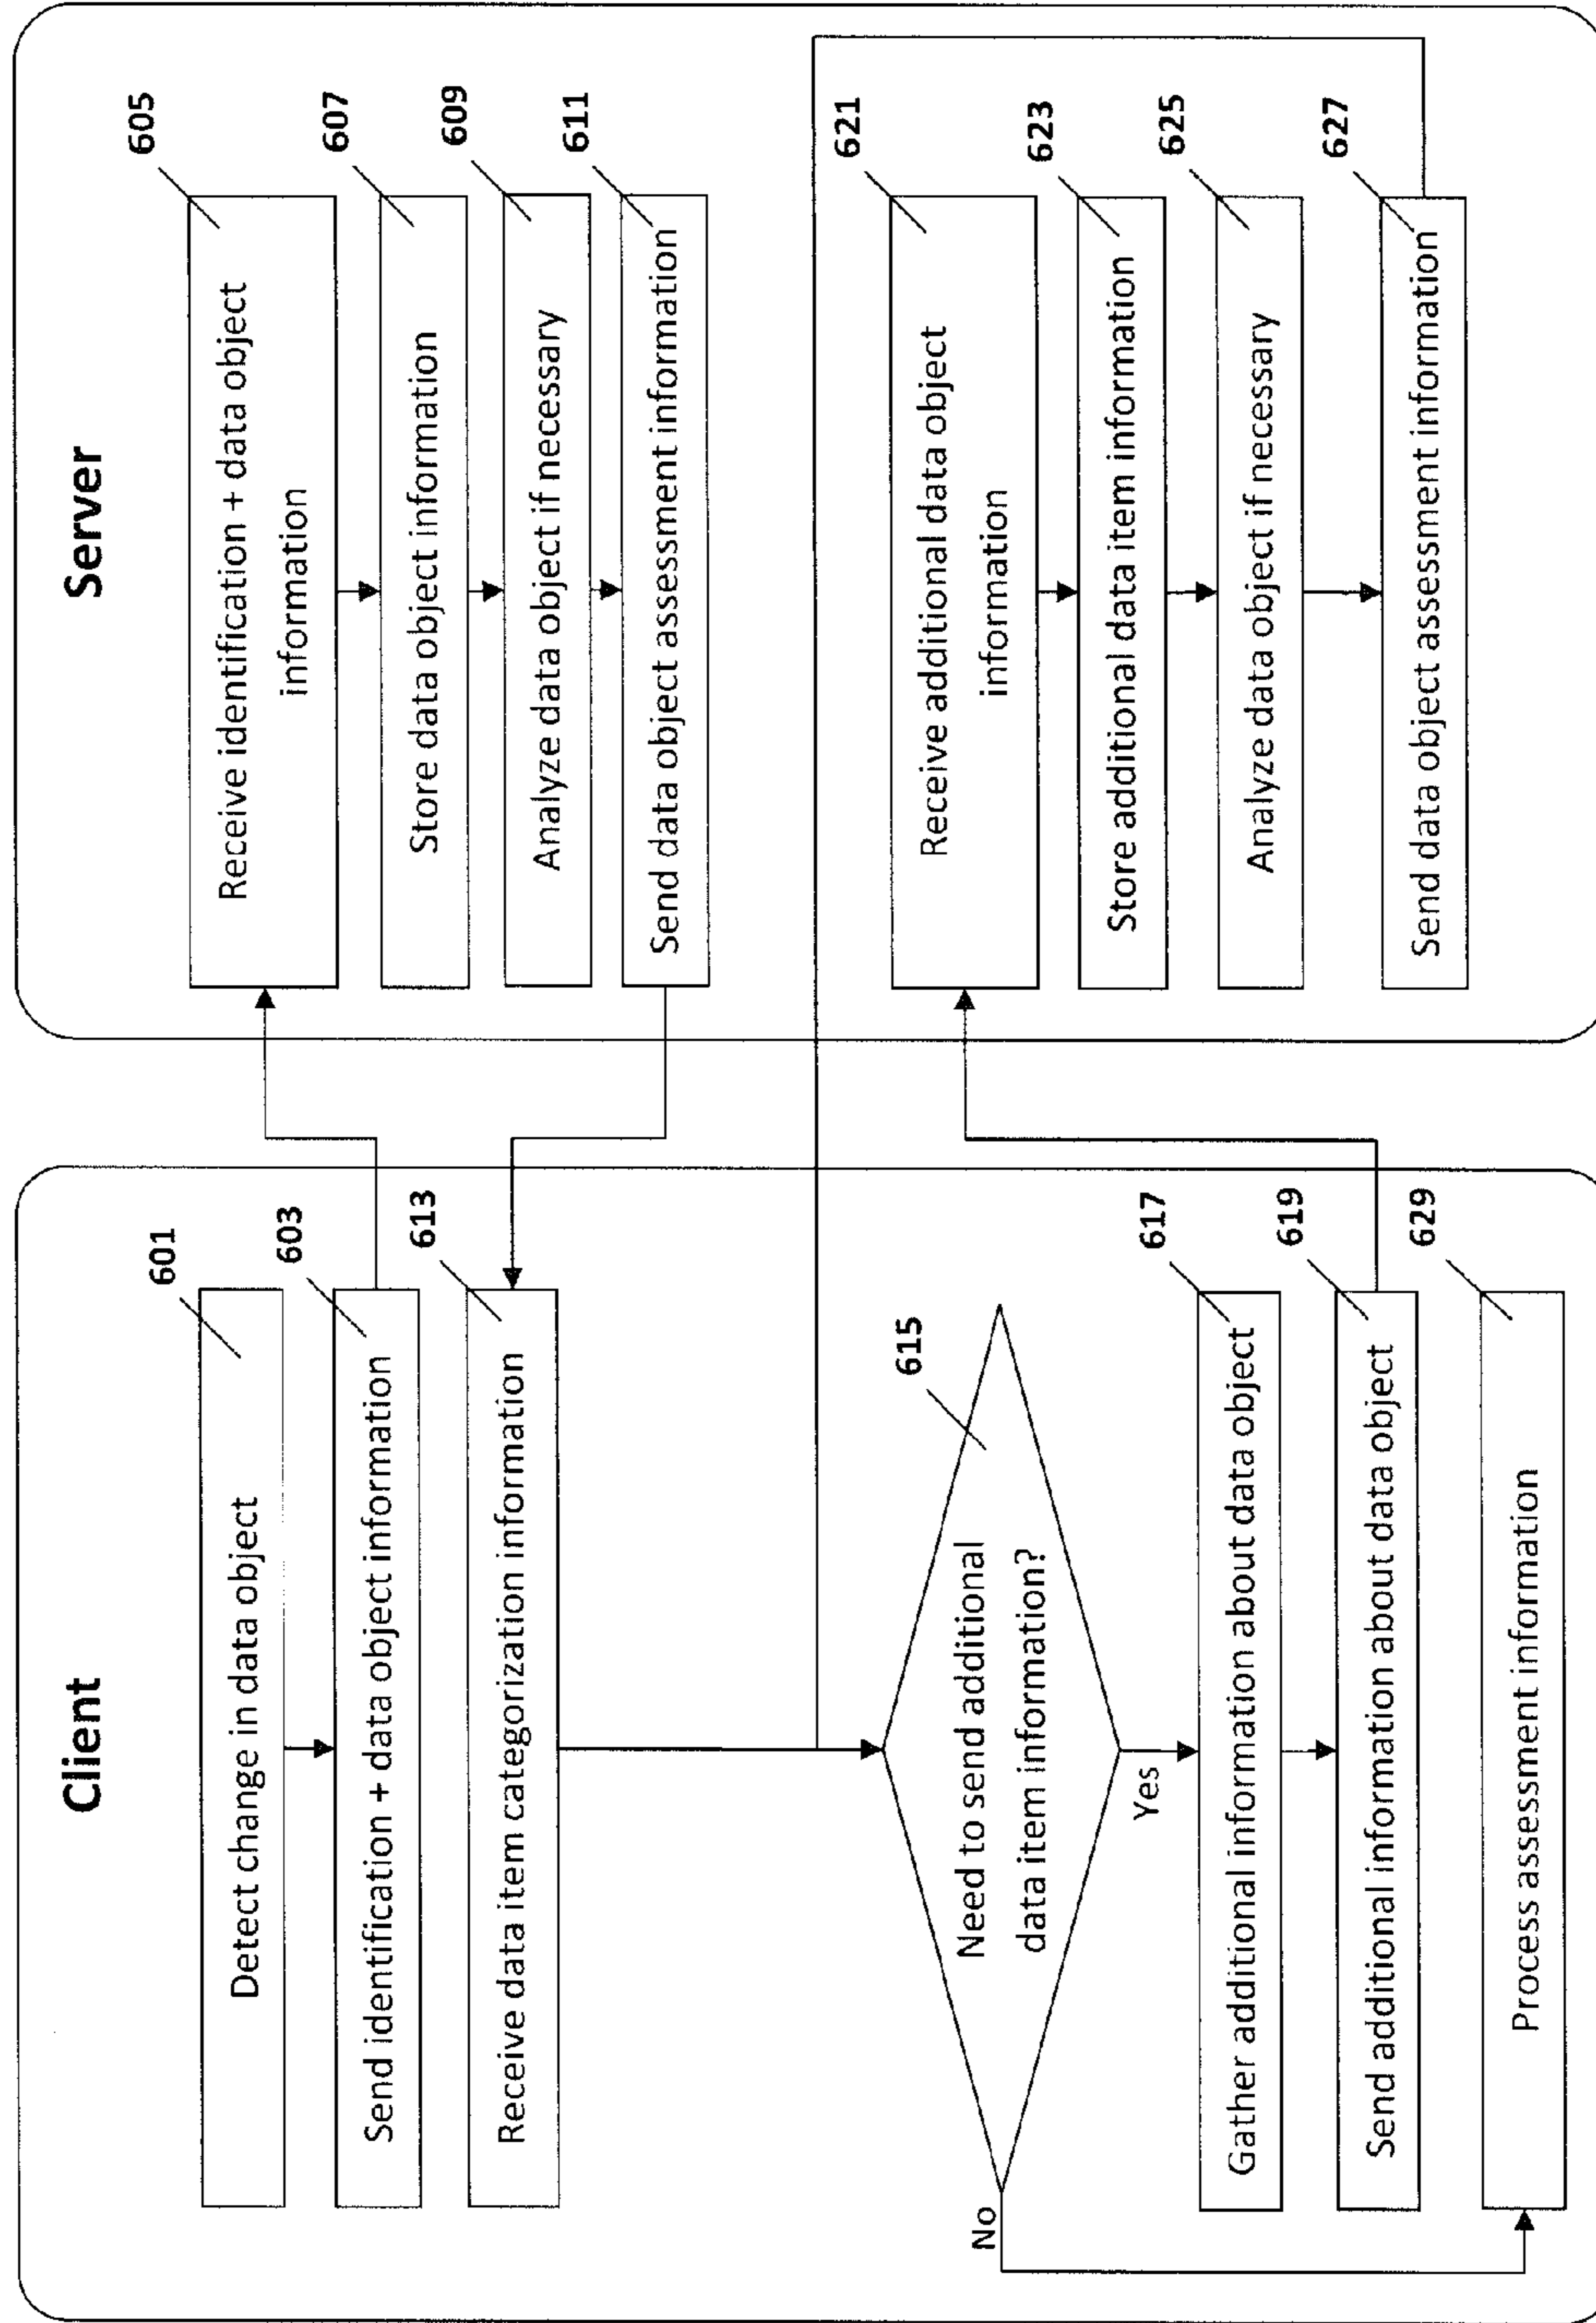 Client
601
Detect change in data object
603
Send identification + data object information
613
Receive data item categorization information
615
Need to send additional
data item information?
No
Yes
617
Gather additional information about data object
619
Send additional information about data object
629
Process assessment information
Server
605
Receive identification + data object
information
607
Store data object information
609
Analyze data object if necessary
611
Send data object assessment information
621
Receive additional data object
information
623
Store additional data item information
625
Analyze data object if necessary
627
Send data object assessment information